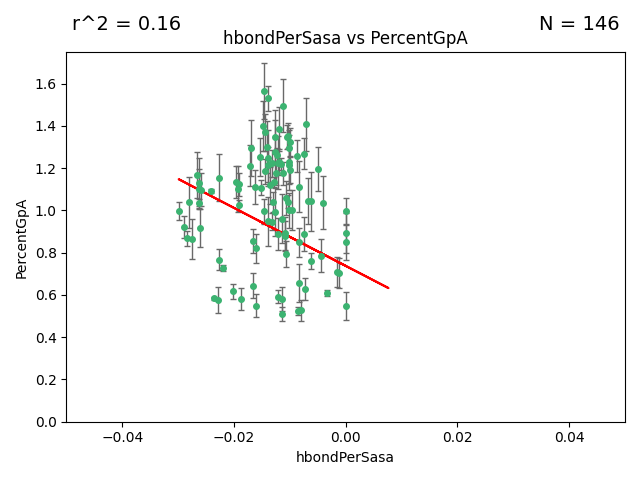 r^2 = 0.16
N = 146
hbondPerSasa vs PercentGpA
1.6
1.4
1.2
1.0
0.8
0.6
0.4
0.2
0.0
PercentGpA
−0.04
−0.02
0.00
0.02
0.04
hbondPerSasa